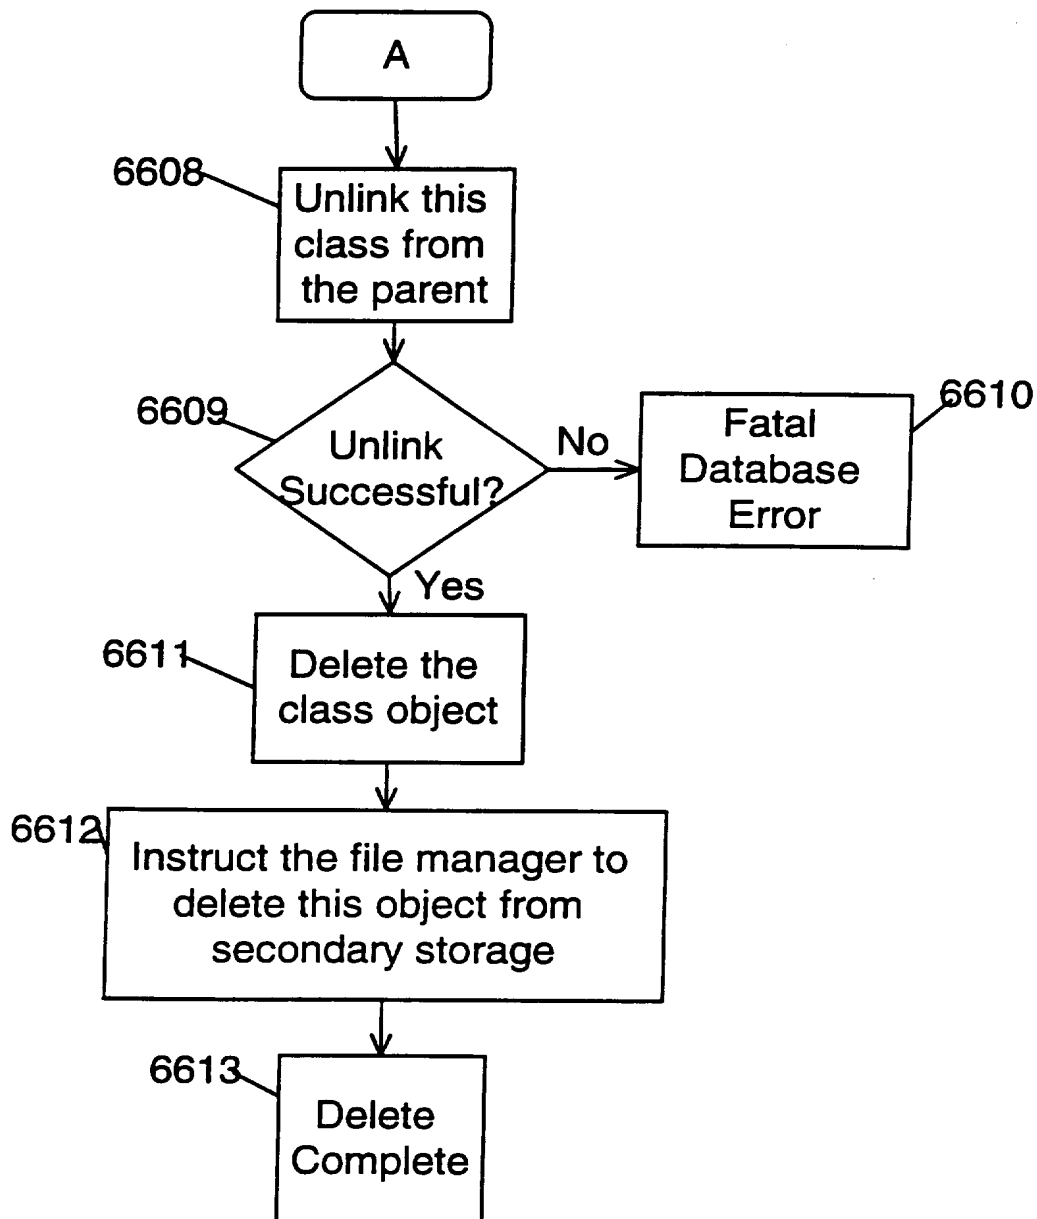 A
6608
Unlink this
class from
the parent
6609
Unlink
Successful?
No
6610
Fatal
Database
Error
Yes
6611
Delete the
class object
6612
Instruct the file manager to
delete this object from
secondary storage
6613
Delete
Complete